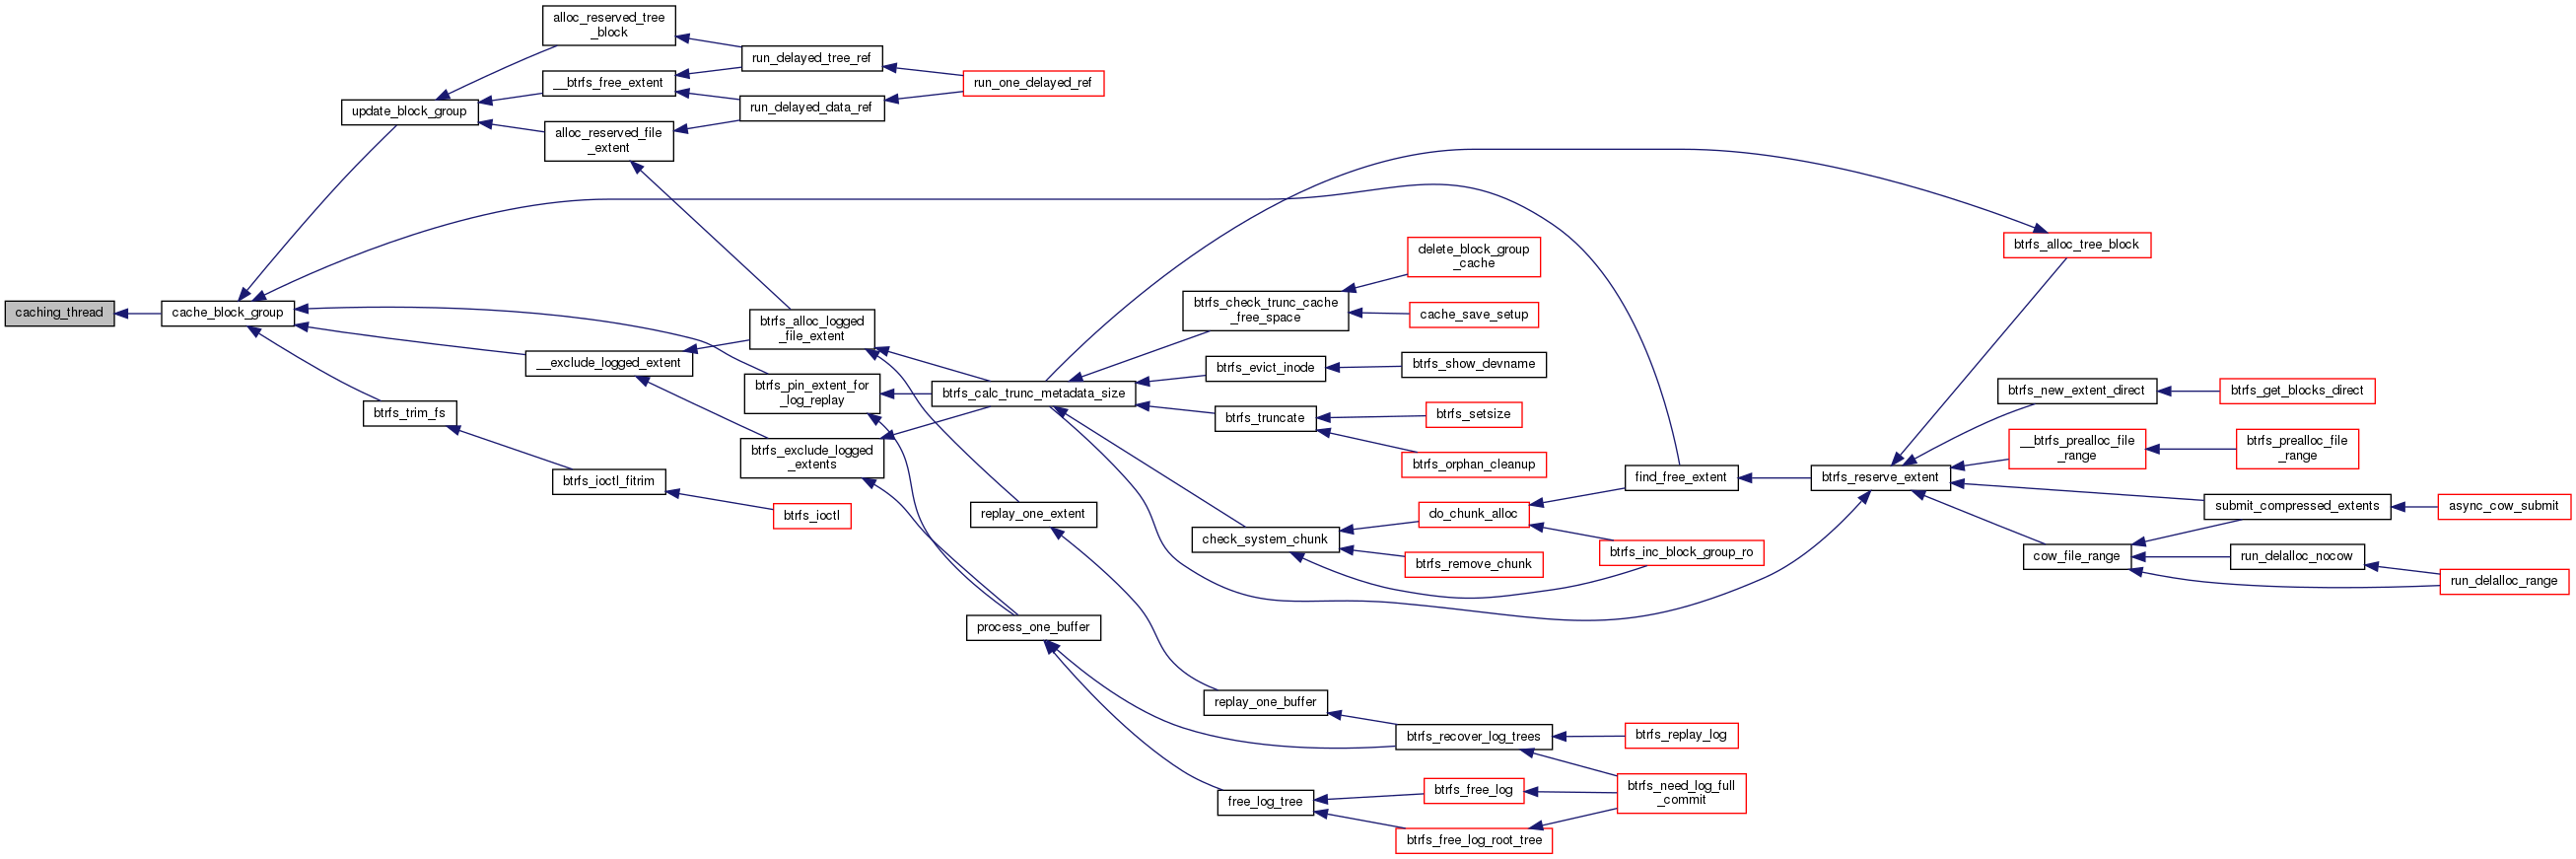 alloc_reserved_tree
_block
run_delayed_tree_ref
__btrfs_free_extent
run_one_delayed_ref
update_block_group
run_delayed_data_ref
alloc_reserved_file
_extent
caching_thread
cache_block_group
btrfs_alloc_logged
_file_extent
__exclude_logged_extent
btrfs_pin_extent_for
_log_replay
btrfs_trim_fs
btrfs_exclude_logged
_extents
btrfs_ioctl_fitrim
btrfs_ioctl
btrfs_calc_trunc_metadata_size
replay_one_extent
process_one_buffer
delete_block_group
_cache
btrfs_check_trunc_cache
_free_space
cache_save_setup
btrfs_evict_inode
btrfs_show_devname
btrfs_truncate
btrfs_setsize
btrfs_orphan_cleanup
check_system_chunk
do_chunk_alloc
btrfs_remove_chunk
btrfs_inc_block_group_ro
find_free_extent
btrfs_reserve_extent
btrfs_alloc_tree_block
btrfs_new_extent_direct
btrfs_get_blocks_direct
__btrfs_prealloc_file
_range
btrfs_prealloc_file
_range
submit_compressed_extents
async_cow_submit
cow_file_range
run_delalloc_nocow
run_delalloc_range
replay_one_buffer
btrfs_recover_log_trees
btrfs_replay_log
free_log_tree
btrfs_free_log
btrfs_need_log_full
_commit
btrfs_free_log_root_tree